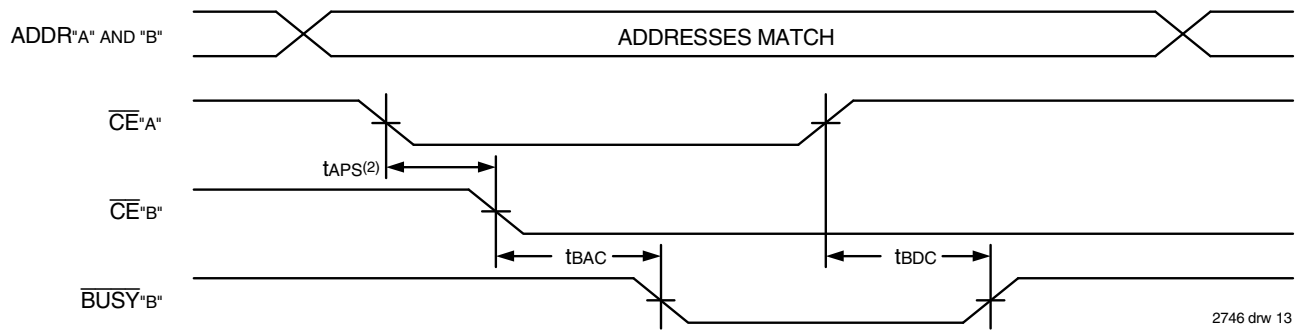 ADDR"A" AND "B"
ADDRESSES MATCH
CE"A"
tAPS(2)
CE"B"
tBAC
tBDC
BUSY"B"
2746 drw 13